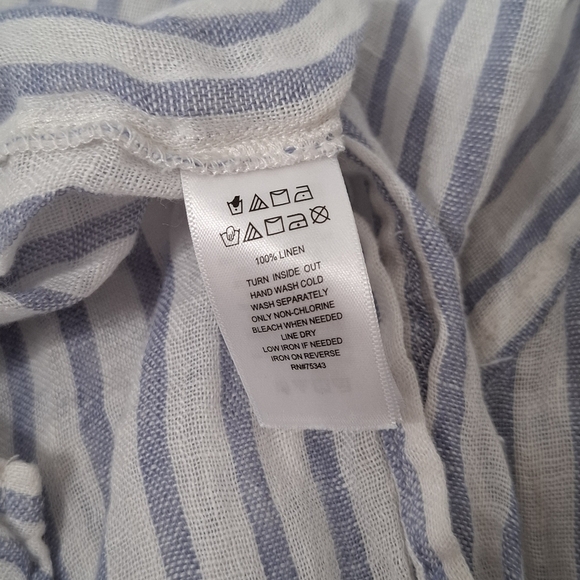 100% LINEN
TURN INSIDE OUT
HAND WASH COLD
WASH SEPARATELY
ONLY NON-CHLORINE
BLEACH WHEN NEEDED
LINE DRY
LOW IRON IF NEEDED
IRON ON REVERSE
RN#75343